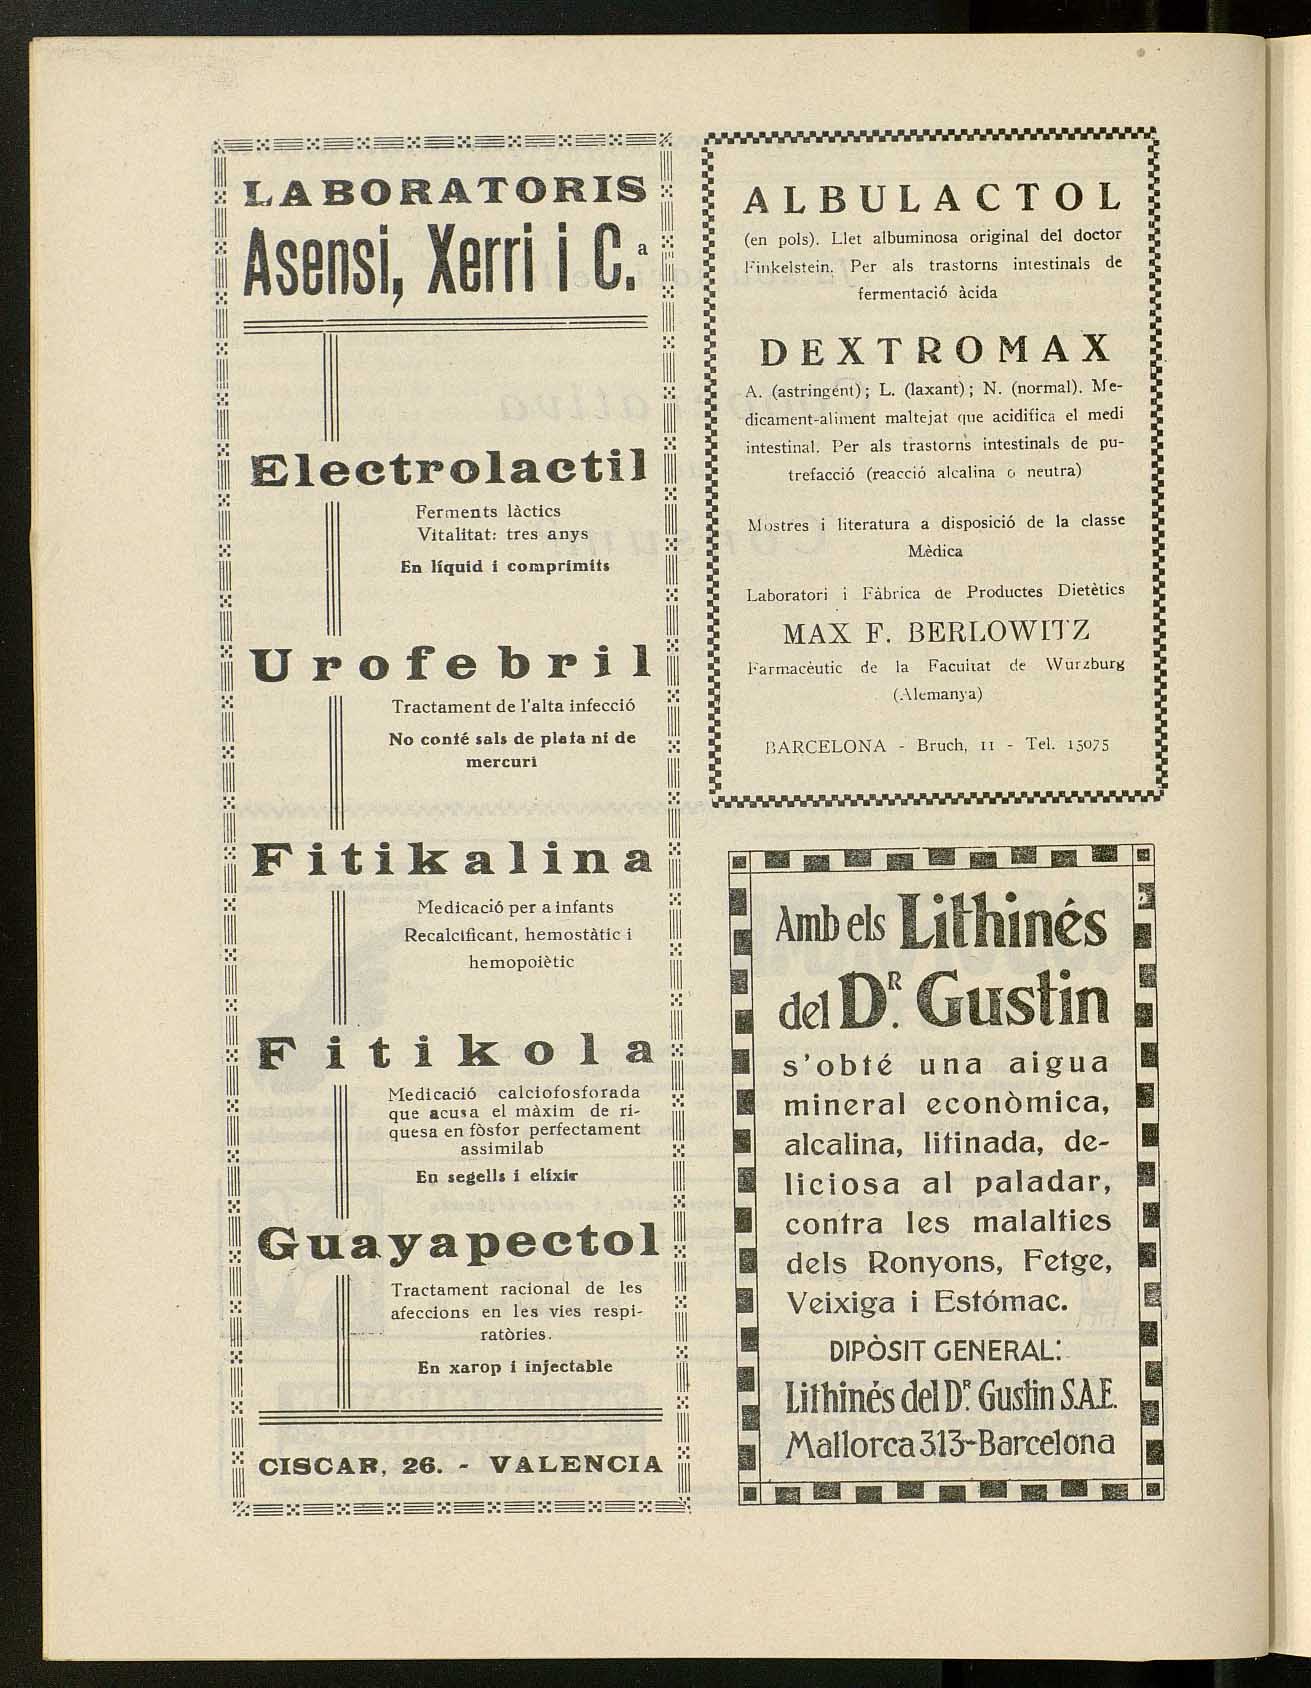 LABORATORIS
Asensi, Xerri i C.ª
Electrolactil
Ferments làctics
Vitalitat: tres anys
En líquid i comprimits
Urofebril
Tractament de l'alta infecció
No conté sals de plata ni de
mercuri
Fitikalina
Medicació per a infants
Recalcificant, hemostàtic i
hemopoiètic
Fitikola
Medicació calciofosforada
que acusa el màxim de ri-
quesa en fòsfor perfectament
assimilab
En segells i elíxir
Guayapectol
Tractament racional de les
afeccions en les vies respi-
ratòries.
En xarop i injectable
CISCAR, 26. - VALENCIA
ALBULACTOL
(en pols). Llet albuminosa original del doctor
Finkelstein. Per als trastorns intestinals de
fermentació àcida
DEXTROMAX
A. (astringent); L. (laxant); N. (normal). Me-
dicament-aliment maltejat que acidifica el medi
intestinal. Per als trastorns intestinals de pu-
trefacció (reacció alcalina o neutra)
Mostres i literatura a disposició de la classe
Mèdica
Laboratori i Fàbrica de Productes Dietètics
MAX F. BERLOWITZ
Farmacèutic de la Facultat de Wurzburg
(Alemanya)
BARCELONA - Bruch, 11 - Tel. 15075
Amb els Lithinés
del Dr. Gustin
s'obté una aigua
mineral econòmica,
alcalina, litinada, de-
liciosa al paladar,
contra les malalties
dels Ronyons, Fetge,
Veixiga i Estómac.
DIPÒSIT GENERAL:
Lithinés del Dr. Gustin S.A.E.
Mallorca 313-Barcelona